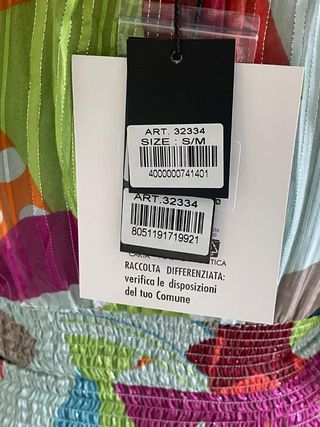 ART. 32334
SIZE : S/M
4000000741401
ART.32334
8051191719921
RACCOLTA DIFFERENZIATA:
verifica le disposizioni
del tuo Comune